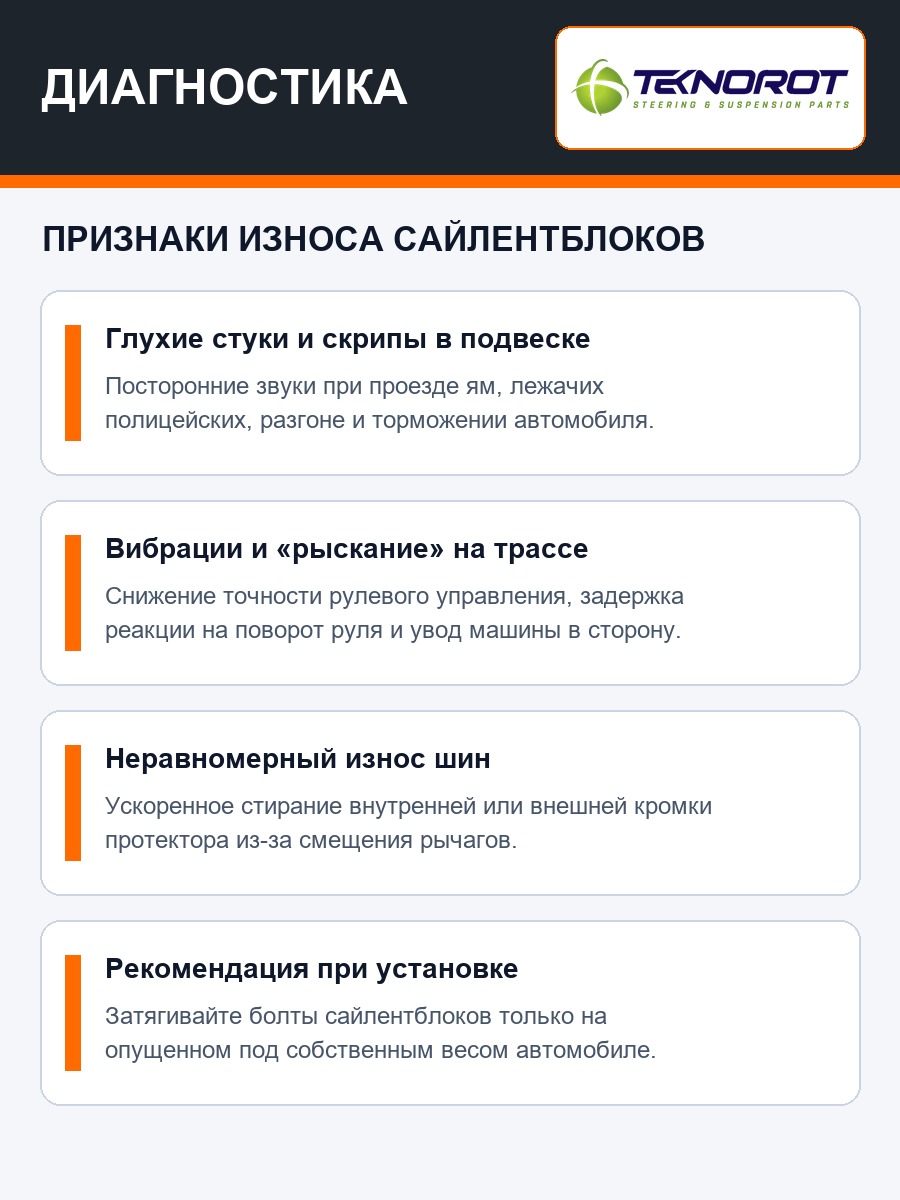 ДИАГНОСТИКА
TEKNOROT
STEERING & SUSPENSION PARTS
ПРИЗНАКИ ИЗНОСА САЙЛЕНТБЛОКОВ
Глухие стуки и скрипы в подвеске
Посторонние звуки при проезде ям, лежачих
полицейских, разгоне и торможении автомобиля.
Вибрации и «рыскание» на трассе
Снижение точности рулевого управления, задержка
реакции на поворот руля и увод машины в сторону.
Неравномерный износ шин
Ускоренное стирание внутренней или внешней кромки
протектора из-за смещения рычагов.
Рекомендация при установке
Затягивайте болты сайлентблоков только на
опущенном под собственным весом автомобиле.